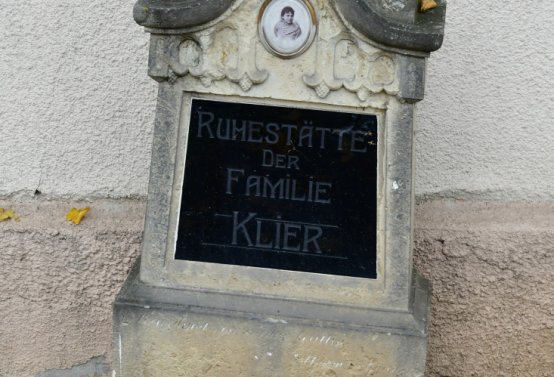 RUHESTÄTTE
DER
FAMILIE
KLIER